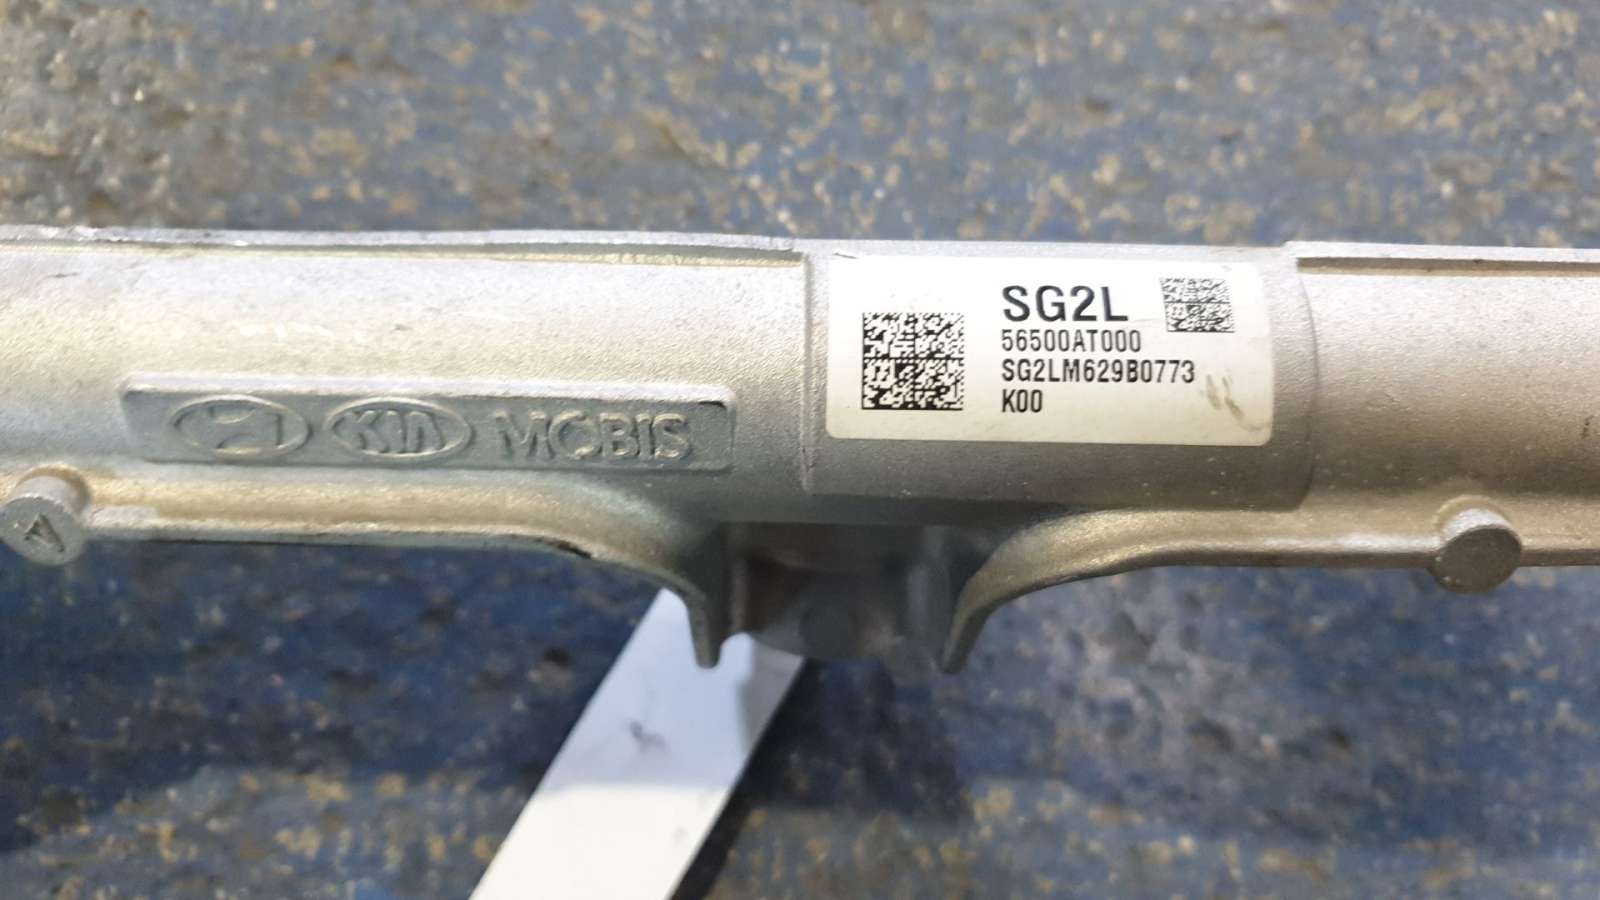 KIA MOBIS
SG2L
56500AT000
SG2LM629B0773
K00